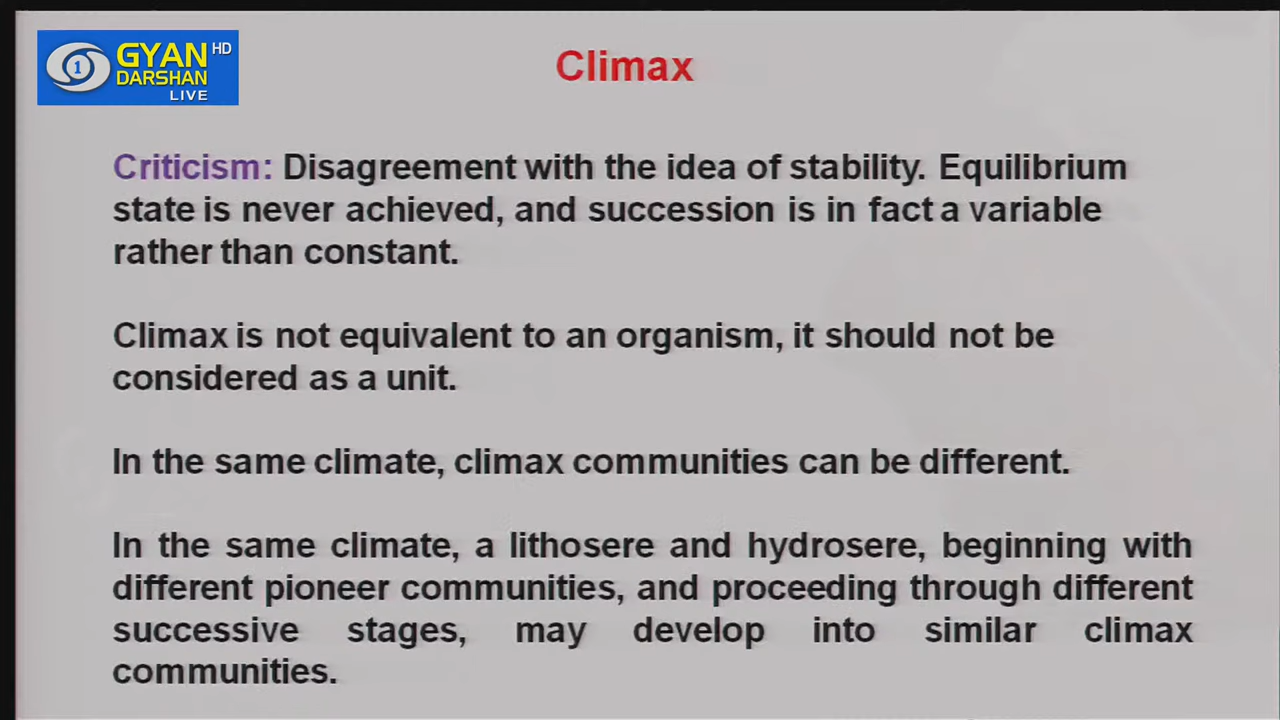 GYAN HD
DARSHAN
1
LIVE
Climax
Criticism: Disagreement with the idea of stability. Equilibrium
state is never achieved, and succession is in fact a variable
rather than constant.
Climax is not equivalent to an organism, it should not be
considered as a unit.
In the same climate, climax communities can be different.
In the same climate, a lithosere and hydrosere, beginning with
different pioneer communities, and proceeding through different
successive stages, may develop into similar climax
communities.